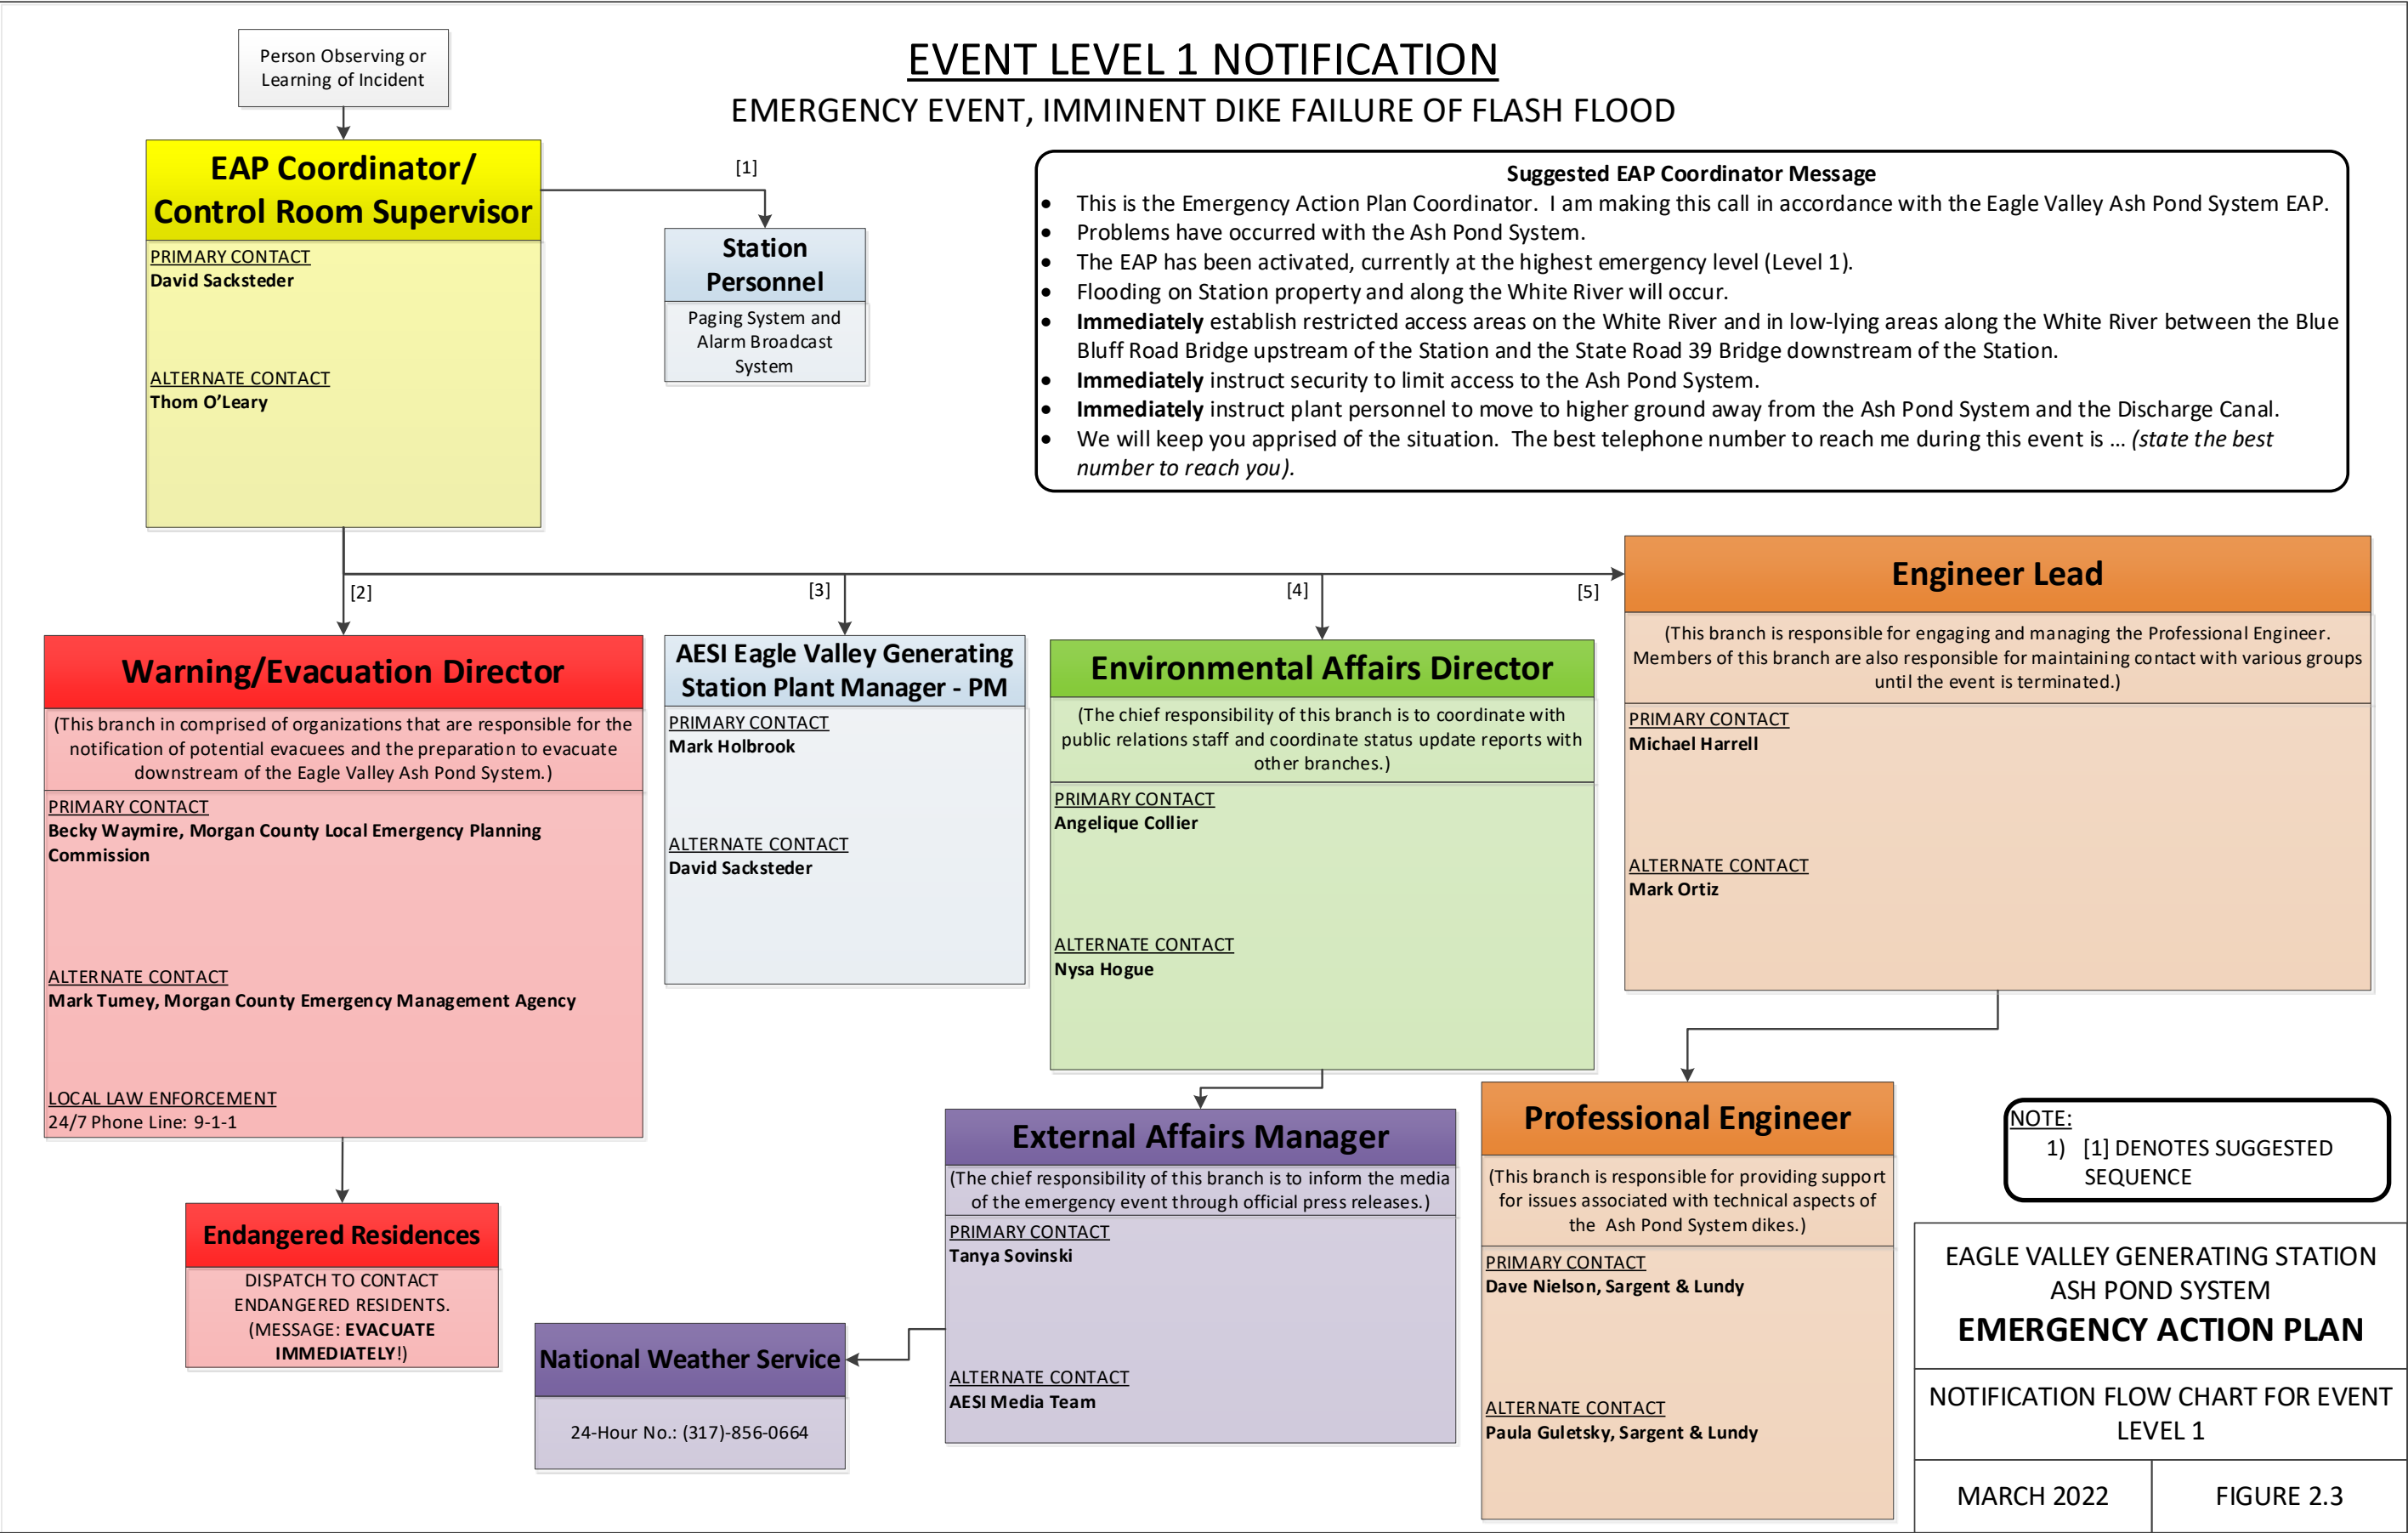 Person Observing or
Learning of Incident
EVENT LEVEL 1 NOTIFICATION
EMERGENCY EVENT, IMMINENT DIKE FAILURE OF FLASH FLOOD
EAP Coordinator/
Control Room Supervisor
PRIMARY CONTACT
David Sacksteder
ALTERNATE CONTACT
Thom O’Leary
[1]
Station
Personnel
Paging System and
Alarm Broadcast
System
Suggested EAP Coordinator Message
• This is the Emergency Action Plan Coordinator. I am making this call in accordance with the Eagle Valley Ash Pond System EAP.
• Problems have occurred with the Ash Pond System.
• The EAP has been activated, currently at the highest emergency level (Level 1).
• Flooding on Station property and along the White River will occur.
• Immediately establish restricted access areas on the White River and in low-lying areas along the White River between the Blue
Bluff Road Bridge upstream of the Station and the State Road 39 Bridge downstream of the Station.
• Immediately instruct security to limit access to the Ash Pond System.
• Immediately instruct plant personnel to move to higher ground away from the Ash Pond System and the Discharge Canal.
• We will keep you apprised of the situation. The best telephone number to reach me during this event is … (state the best
number to reach you).
[2]
[3]
[4]
[5]
Warning/Evacuation Director
(This branch in comprised of organizations that are responsible for the
notification of potential evacuees and the preparation to evacuate
downstream of the Eagle Valley Ash Pond System.)
PRIMARY CONTACT
Becky Waymire, Morgan County Local Emergency Planning
Commission
ALTERNATE CONTACT
Mark Tumey, Morgan County Emergency Management Agency
LOCAL LAW ENFORCEMENT
24/7 Phone Line: 9-1-1
AESI Eagle Valley Generating
Station Plant Manager - PM
PRIMARY CONTACT
Mark Holbrook
ALTERNATE CONTACT
David Sacksteder
Environmental Affairs Director
(The chief responsibility of this branch is to coordinate with
public relations staff and coordinate status update reports with
other branches.)
PRIMARY CONTACT
Angelique Collier
ALTERNATE CONTACT
Nysa Hogue
Engineer Lead
(This branch is responsible for engaging and managing the Professional Engineer.
Members of this branch are also responsible for maintaining contact with various groups
until the event is terminated.)
PRIMARY CONTACT
Michael Harrell
ALTERNATE CONTACT
Mark Ortiz
Endangered Residences
DISPATCH TO CONTACT
ENDANGERED RESIDENTS.
(MESSAGE: EVACUATE
IMMEDIATELY!)
National Weather Service
24-Hour No.: (317)-856-0664
External Affairs Manager
(The chief responsibility of this branch is to inform the media
of the emergency event through official press releases.)
PRIMARY CONTACT
Tanya Sovinski
ALTERNATE CONTACT
AESI Media Team
Professional Engineer
(This branch is responsible for providing support
for issues associated with technical aspects of
the Ash Pond System dikes.)
PRIMARY CONTACT
Dave Nielson, Sargent & Lundy
ALTERNATE CONTACT
Paula Guletsky, Sargent & Lundy
NOTE:
1) [1] DENOTES SUGGESTED
SEQUENCE
EAGLE VALLEY GENERATING STATION
ASH POND SYSTEM
EMERGENCY ACTION PLAN
NOTIFICATION FLOW CHART FOR EVENT
LEVEL 1
MARCH 2022
FIGURE 2.3